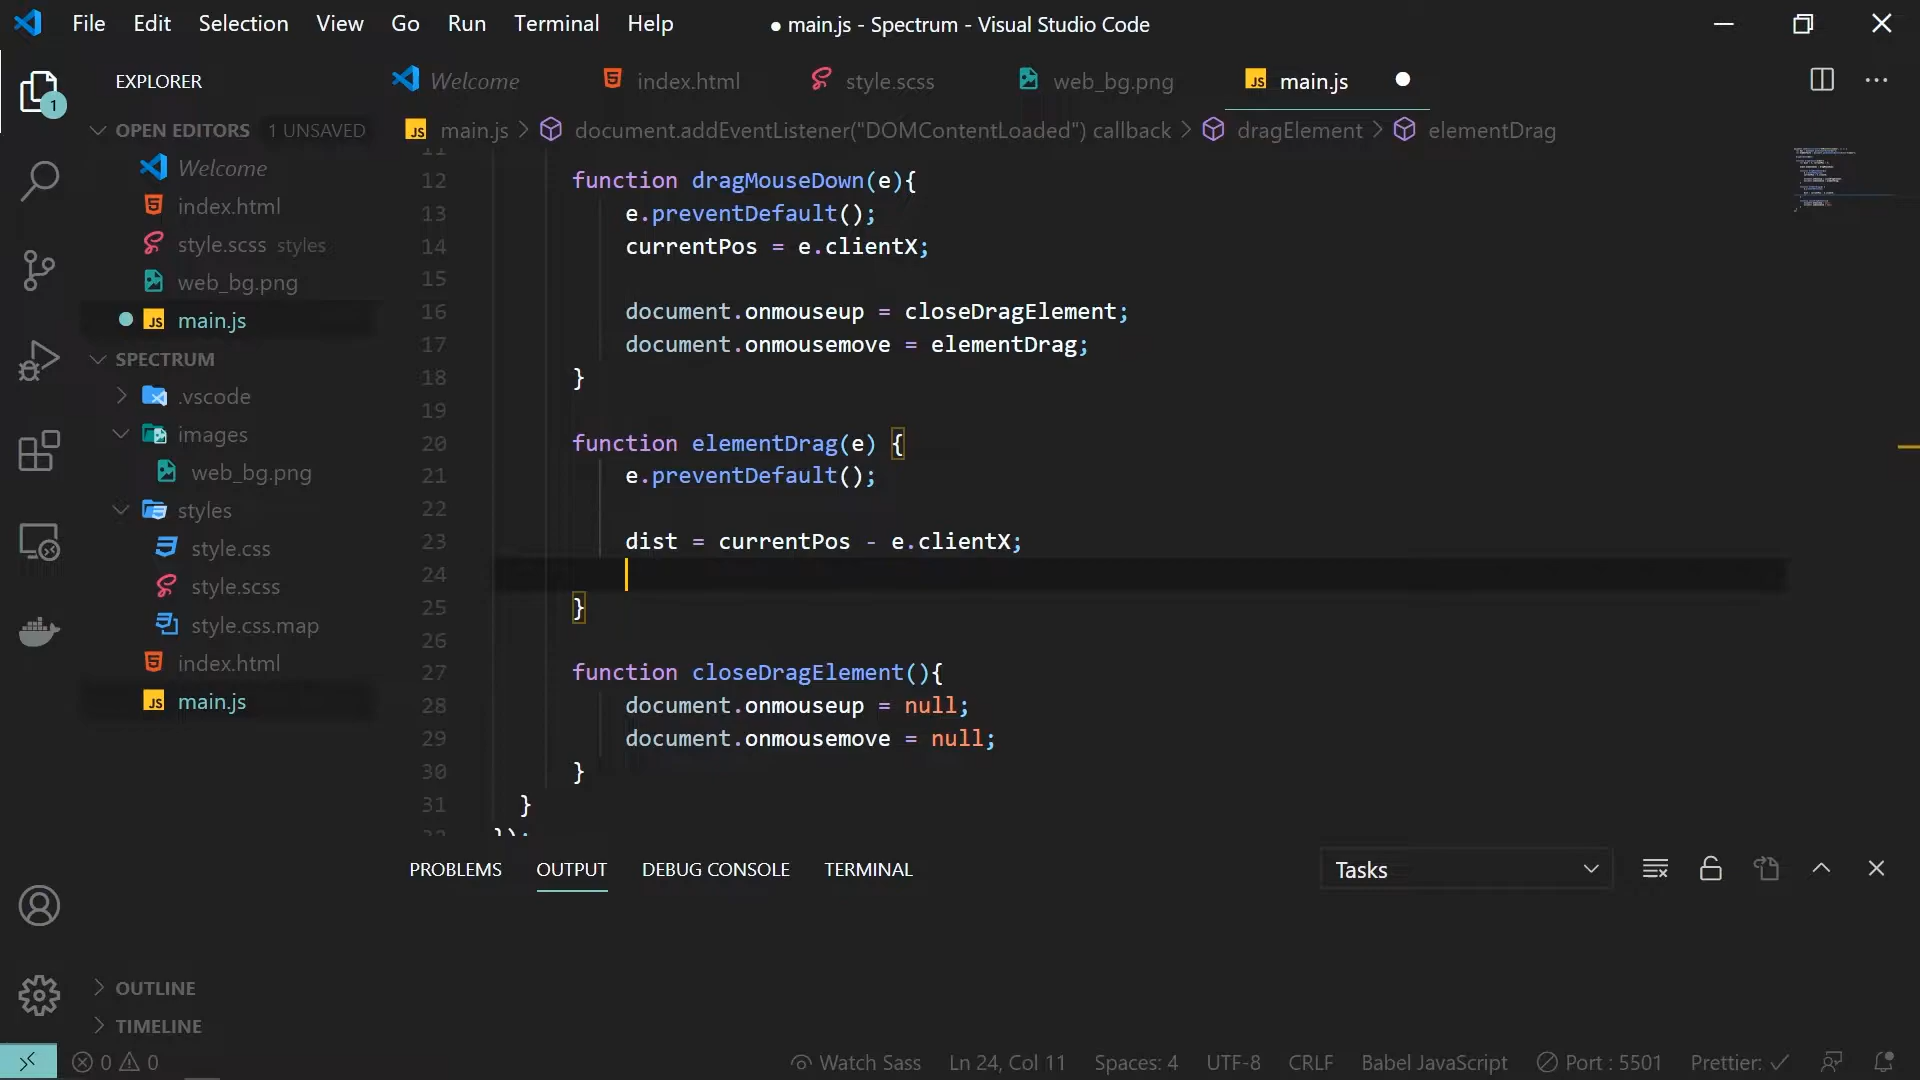 File Edit Selection View Go Run Terminal Help ● main.js - Spectrum - Visual Studio Code
EXPLORER
OPEN EDITORS 1 UNSAVED
Welcome
index.html
style.scss styles
web_bg.png
JS main.js
SPECTRUM
.vscode
images
web_bg.png
styles
style.css
style.scss
style.css.map
index.html
JS main.js
OUTLINE
TIMELINE
1
Welcome index.html style.scss web_bg.png JS main.js
JS main.js > document.addEventListener("DOMContentLoaded") callback > dragElement > elementDrag
11
12 function dragMouseDown(e){
13 e.preventDefault();
14 currentPos = e.clientX;
15
16 document.onmouseup = closeDragElement;
17 document.onmousemove = elementDrag;
18 }
19
20 function elementDrag(e) {
21 e.preventDefault();
22
23 dist = currentPos - e.clientX;
24
25 }
26
27 function closeDragElement(){
28 document.onmouseup = null;
29 document.onmousemove = null;
30 }
31 }
32 });
PROBLEMS OUTPUT DEBUG CONSOLE TERMINAL Tasks
0 0 Watch Sass Ln 24, Col 11 Spaces: 4 UTF-8 CRLF Babel JavaScript Port : 5501 Prettier: ✓